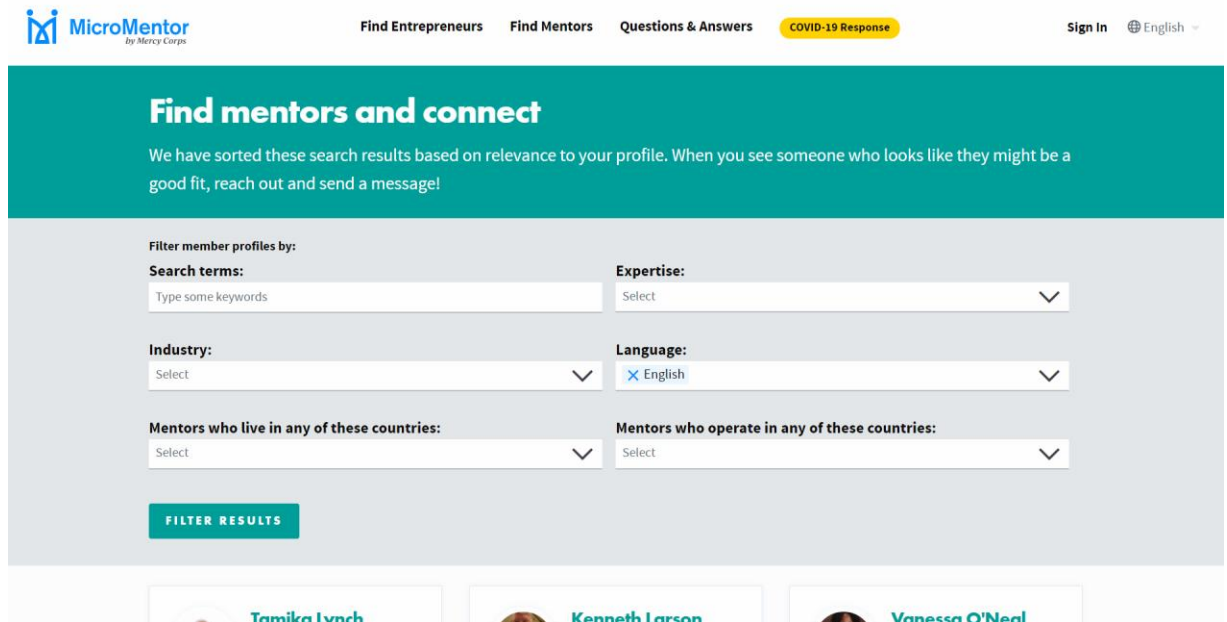 MicroMentor
by Mercy Corps
Find Entrepreneurs Find Mentors Questions & Answers COVID-19 Response Sign In English
Find mentors and connect
We have sorted these search results based on relevance to your profile. When you see someone who looks like they might be a
good fit, reach out and send a message!
Filter member profiles by:
Search terms: Expertise:
Type some keywords Select
Industry: Language:
Select English
Mentors who live in any of these countries: Mentors who operate in any of these countries:
Select Select
FILTER RESULTS
Tamika Lynch Kenneth Larson Vanessa O'Neal